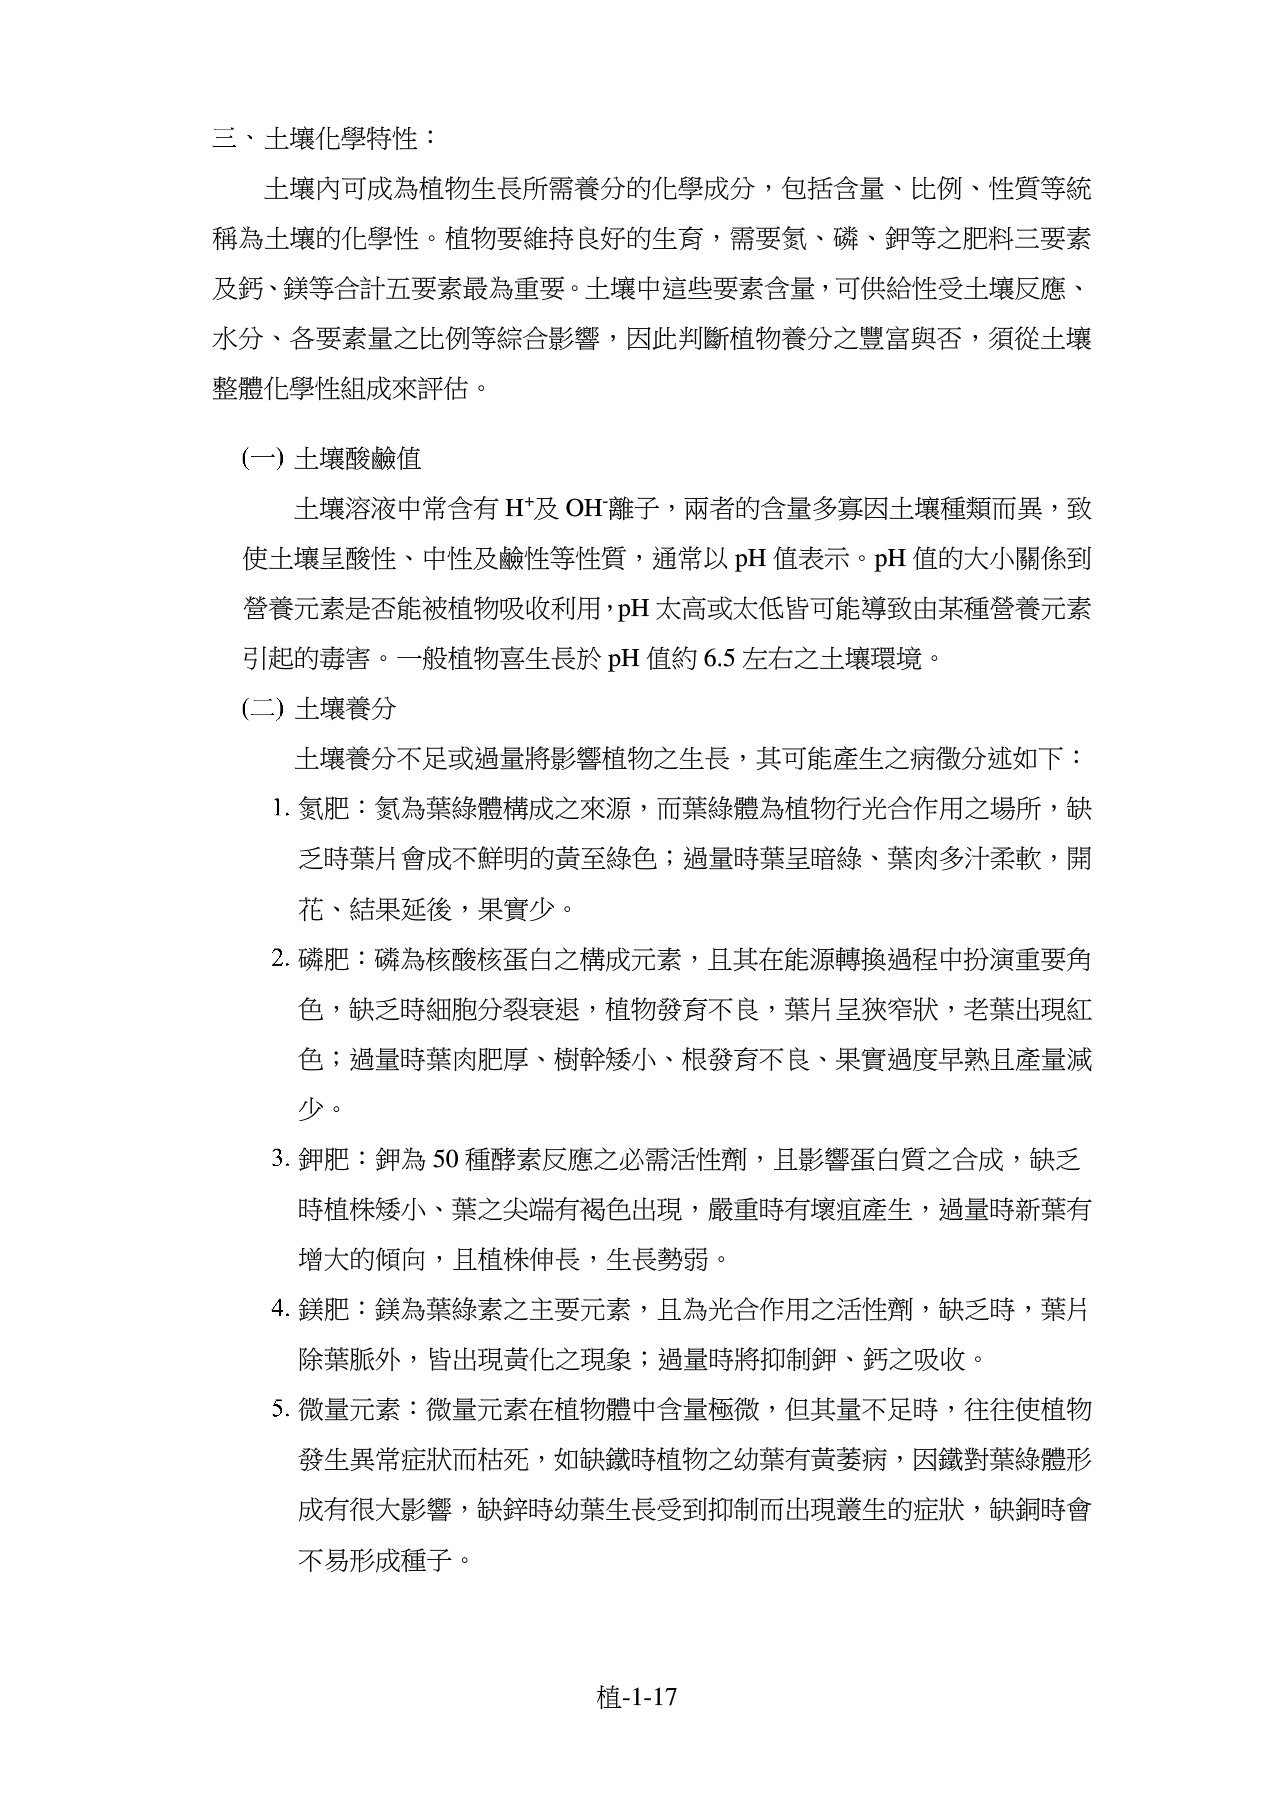 三、土壤化學特性：
土壤內可成為植物生長所需養分的化學成分，包括含量、比例、性質等統
稱為土壤的化學性。植物要維持良好的生育，需要氮、磷、鉀等之肥料三要素
及鈣、鎂等合計五要素最為重要。土壤中這些要素含量，可供給性受土壤反應、
水分、各要素量之比例等綜合影響，因此判斷植物養分之豐富與否，須從土壤
整體化學性組成來評估。
(一) 土壤酸鹼值
土壤溶液中常含有 H⁺及 OH⁻離子，兩者的含量多寡因土壤種類而異，致
使土壤呈酸性、中性及鹼性等性質，通常以 pH 值表示。pH 值的大小關係到
營養元素是否能被植物吸收利用，pH 太高或太低皆可能導致由某種營養元素
引起的毒害。一般植物喜生長於 pH 值約 6.5 左右之土壤環境。
(二) 土壤養分
土壤養分不足或過量將影響植物之生長，其可能產生之病徵分述如下：
1. 氮肥：氮為葉綠體構成之來源，而葉綠體為植物行光合作用之場所，缺
乏時葉片會成不鮮明的黃至綠色；過量時葉呈暗綠、葉肉多汁柔軟，開
花、結果延後，果實少。
2. 磷肥：磷為核酸核蛋白之構成元素，且其在能源轉換過程中扮演重要角
色，缺乏時細胞分裂衰退，植物發育不良，葉片呈狹窄狀，老葉出現紅
色；過量時葉肉肥厚、樹幹矮小、根發育不良、果實過度早熟且產量減
少。
3. 鉀肥：鉀為 50 種酵素反應之必需活性劑，且影響蛋白質之合成，缺乏
時植株矮小、葉之尖端有褐色出現，嚴重時有壞疽產生，過量時新葉有
增大的傾向，且植株伸長，生長勢弱。
4. 鎂肥：鎂為葉綠素之主要元素，且為光合作用之活性劑，缺乏時，葉片
除葉脈外，皆出現黃化之現象；過量時將抑制鉀、鈣之吸收。
5. 微量元素：微量元素在植物體中含量極微，但其量不足時，往往使植物
發生異常症狀而枯死，如缺鐵時植物之幼葉有黃萎病，因鐵對葉綠體形
成有很大影響，缺鋅時幼葉生長受到抑制而出現叢生的症狀，缺銅時會
不易形成種子。
植-1-17